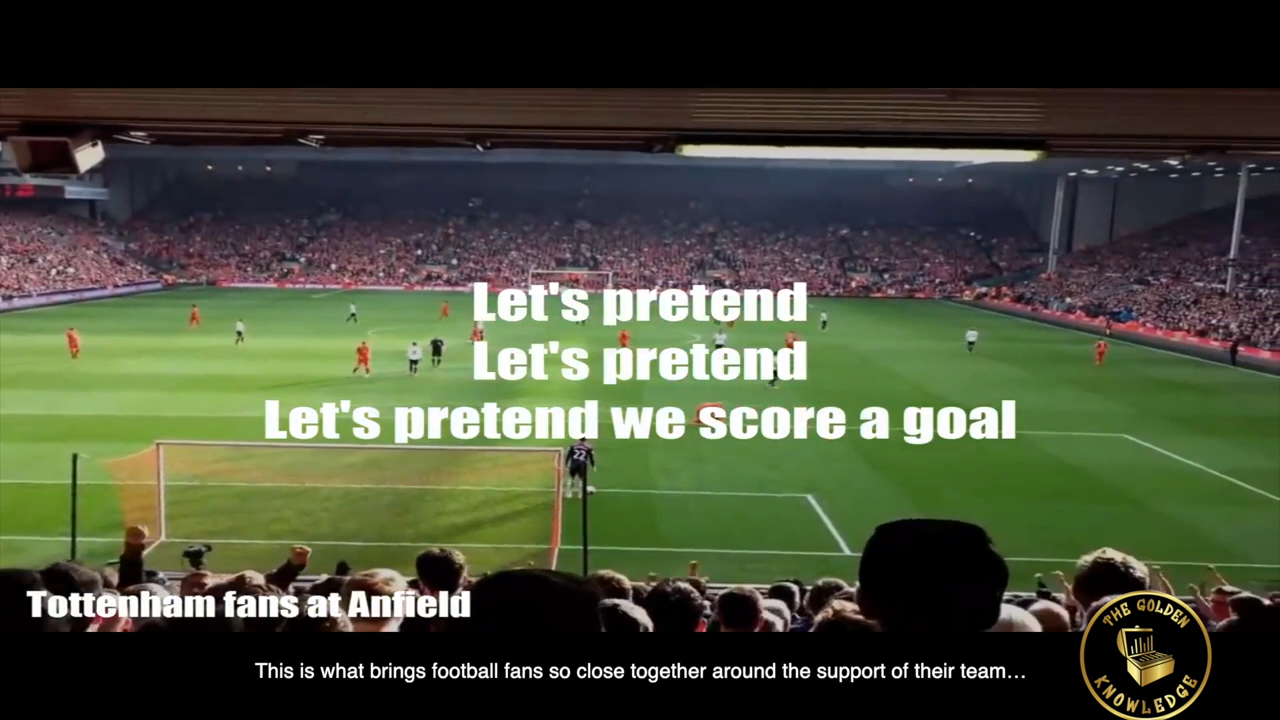 Let's pretend
Let's pretend
Let's pretend we score a goal
22
Tottenham fans at Anfield
This is what brings football fans so close together around the support of their team…
THE GOLDEN
KNOWLEDGE